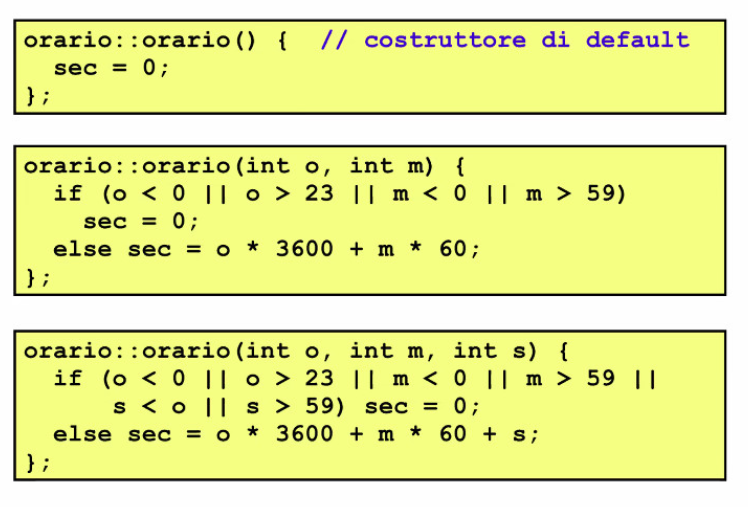 orario::orario() {  // costruttore di default
  sec = 0;
};
orario::orario(int o, int m) {
  if (o < 0 || o > 23 || m < 0 || m > 59)
    sec = 0;
  else sec = o * 3600 + m * 60;
};
orario::orario(int o, int m, int s) {
  if (o < 0 || o > 23 || m < 0 || m > 59 ||
      s < o || s > 59) sec = 0;
  else sec = o * 3600 + m * 60 + s;
};